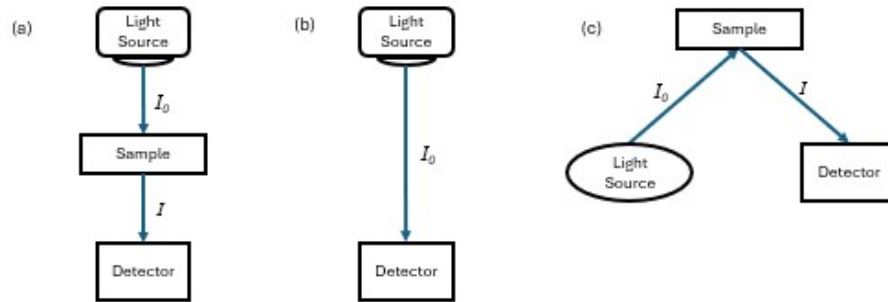 (a)
Light
Source
I0
Sample
I
Detector
(b)
Light
Source
I0
Detector
(c)
Sample
I0
I
Light
Source
Detector